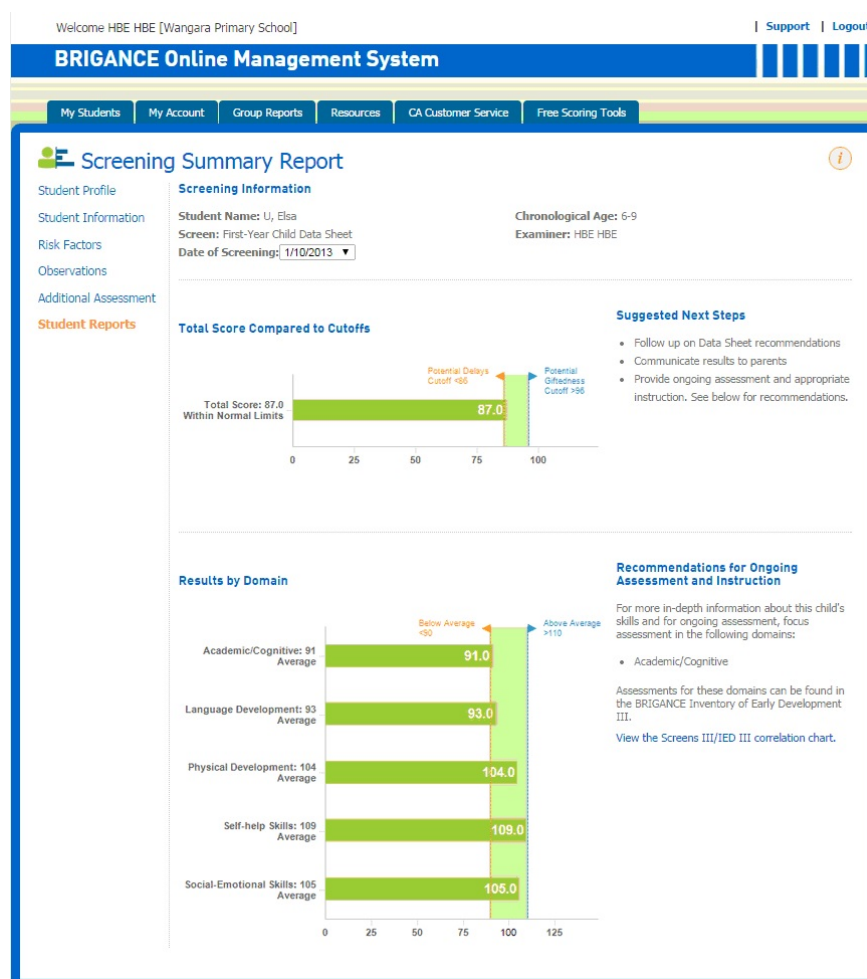 Welcome HBE HBE [Wangara Primary School]
| Support | Logout
BRIGANCE Online Management System
My Students
My Account
Group Reports
Resources
CA Customer Service
Free Scoring Tools
Screening Summary Report
i
Student Profile
Student Information
Risk Factors
Observations
Additional Assessment
Student Reports
Screening Information
Student Name: U, Elsa
Chronological Age: 6-9
Screen: First-Year Child Data Sheet
Examiner: HBE HBE
Date of Screening: 1/10/2013
Total Score Compared to Cutoffs
Potential Delays
Cutoff <86
Potential
Giftedness
Cutoff >96
Total Score: 87.0
Within Normal Limits
87.0
0 25 50 75 100
Suggested Next Steps
• Follow up on Data Sheet recommendations
• Communicate results to parents
• Provide ongoing assessment and appropriate
instruction. See below for recommendations.
Results by Domain
Below Average
<90
Above Average
>110
Academic/Cognitive: 91
Average
91.0
Language Development: 93
Average
93.0
Physical Development: 104
Average
104.0
Self-help Skills: 109
Average
109.0
Social-Emotional Skills: 105
Average
105.0
0 25 50 75 100 125
Recommendations for Ongoing
Assessment and Instruction
For more in-depth information about this child's
skills and for ongoing assessment, focus
assessment in the following domains:
• Academic/Cognitive
Assessments for these domains can be found in
the BRIGANCE Inventory of Early Development
III.
View the Screens III/IED III correlation chart.